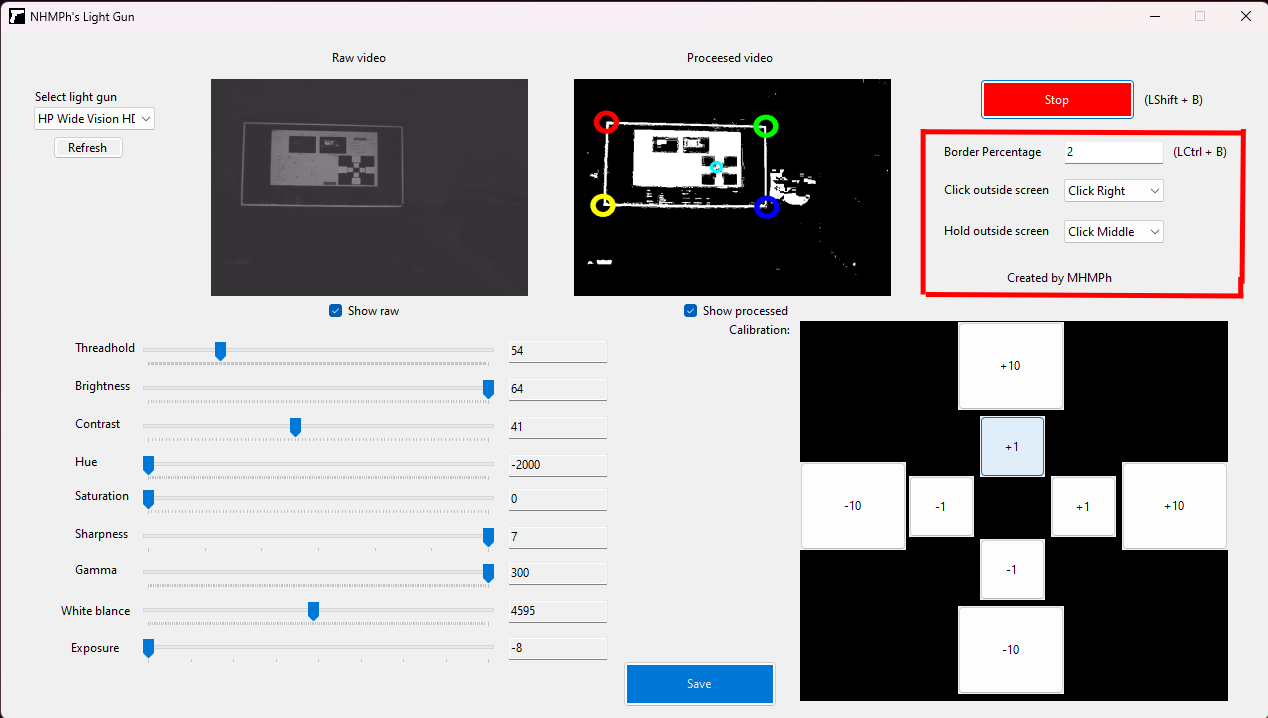 NHMPh's Light Gun
Raw video
Proceesed video
Select light gun
HP Wide Vision HD
Refresh
Stop
(LShift + B)
Border Percentage
2
(LCtrl + B)
Click outside screen
Click Right
Hold outside screen
Click Middle
Created by MHMPh
Show raw
Show processed
Calibration:
Threadhold
54
Brightness
64
Contrast
41
Hue
-2000
Saturation
0
Sharpness
7
Gamma
300
White blance
4595
Exposure
-8
+10
+1
-10
-1
+1
+10
-1
-10
Save